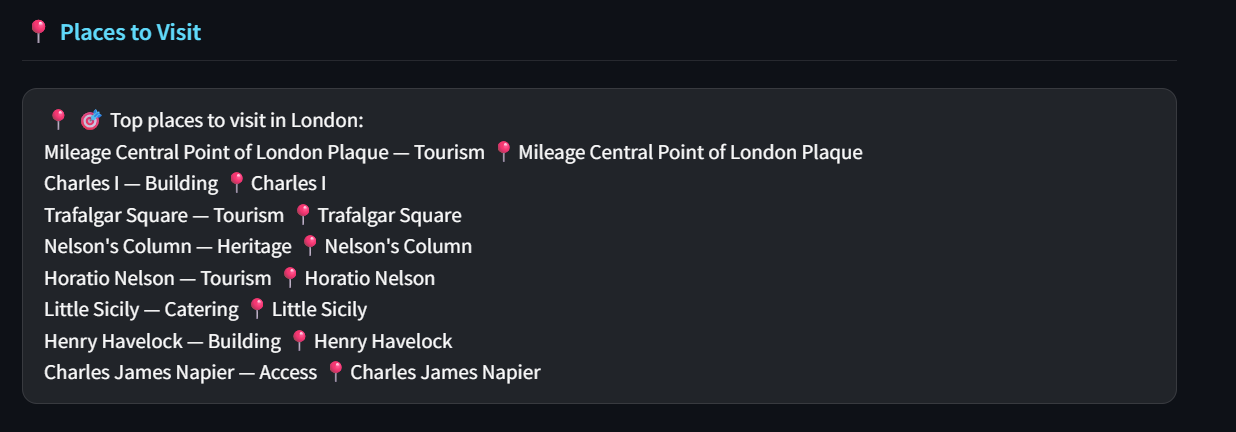 📍 Places to Visit
📍 🎯 Top places to visit in London:
Mileage Central Point of London Plaque — Tourism 📍 Mileage Central Point of London Plaque
Charles I — Building 📍 Charles I
Trafalgar Square — Tourism 📍 Trafalgar Square
Nelson's Column — Heritage 📍 Nelson's Column
Horatio Nelson — Tourism 📍 Horatio Nelson
Little Sicily — Catering 📍 Little Sicily
Henry Havelock — Building 📍 Henry Havelock
Charles James Napier — Access 📍 Charles James Napier